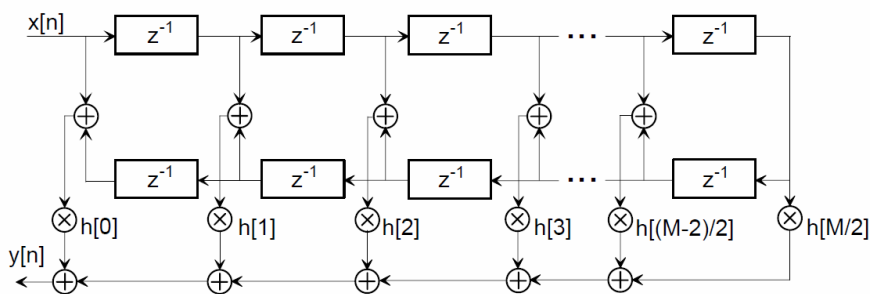 x[n] z⁻¹ z⁻¹ z⁻¹ ... z⁻¹
z⁻¹ z⁻¹ z⁻¹ ... z⁻¹
h[0] h[1] h[2] h[3] h[(M-2)/2] h[M/2]
y[n]